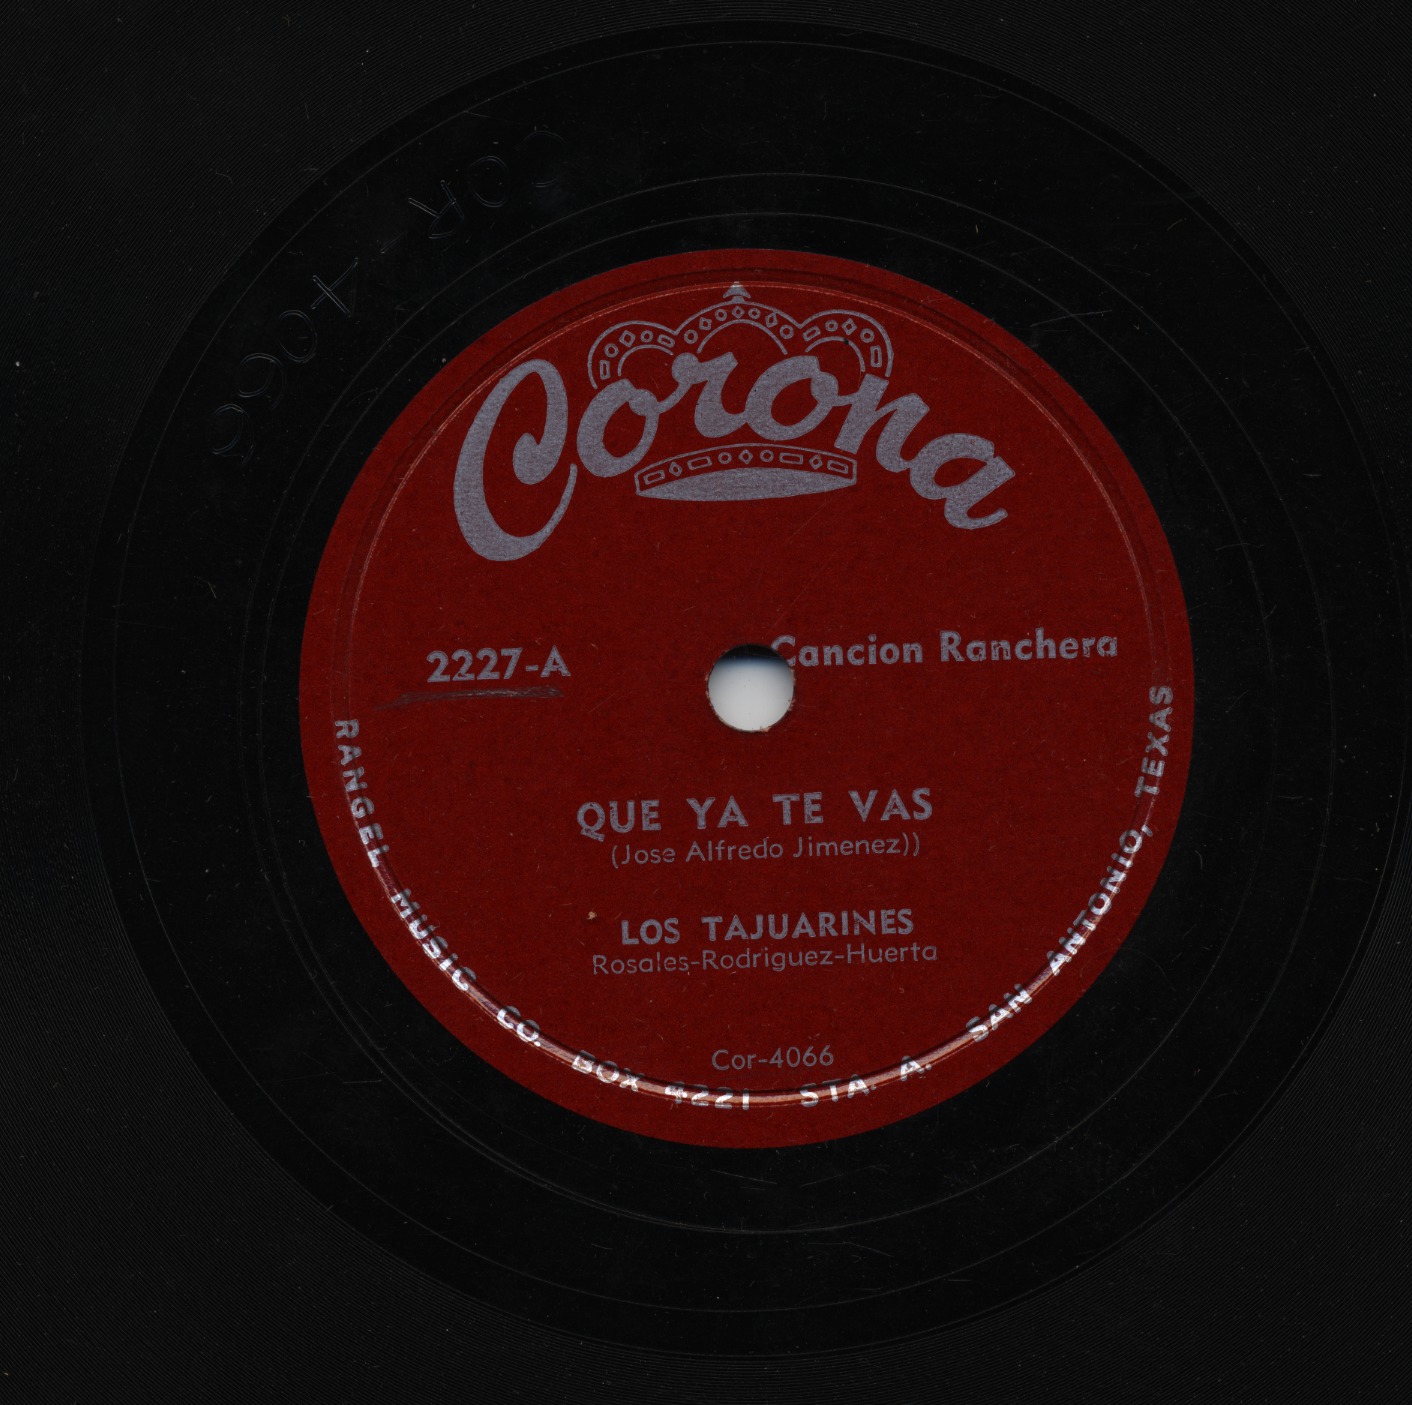 COR-4066
Corona
2227-A
Cancion Ranchera
QUE YA TE VAS
(Jose Alfredo Jimenez))
LOS TAJUARINES
Rosales-Rodriguez-Huerta
Cor-4066
RANGEL MUSIC CO. BOX 4221 STA. A. SAN ANTONIO, TEXAS